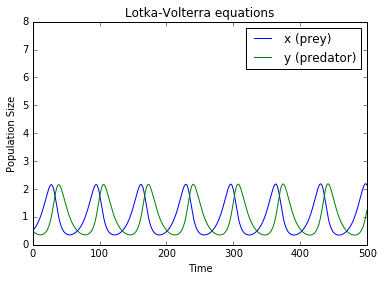 Lotka-Volterra equations
x (prey)
y (predator)
Population Size
8
7
6
5
4
3
2
1
0
0 100 200 300 400 500
Time